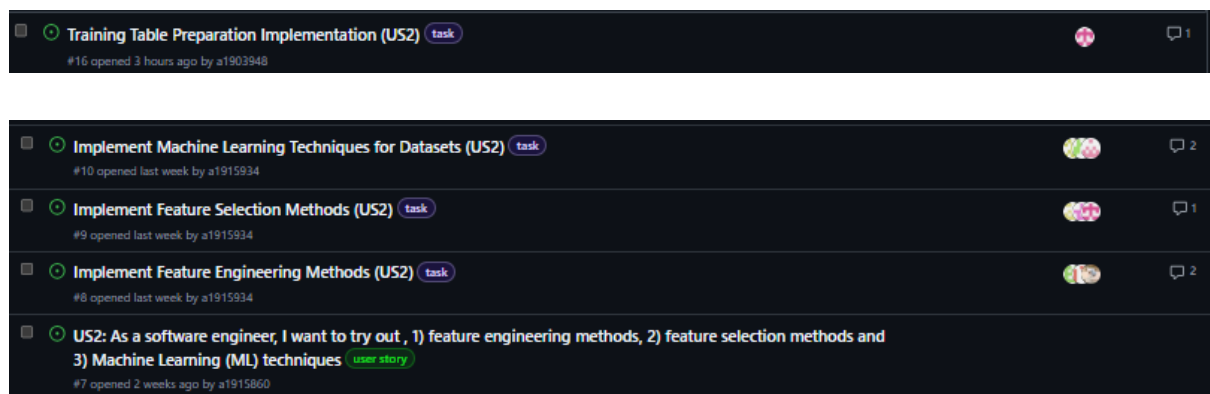 Training Table Preparation Implementation (US2) task
1
#16 opened 3 hours ago by a1903948
Implement Machine Learning Techniques for Datasets (US2) task
2
#10 opened last week by a1915934
Implement Feature Selection Methods (US2) task
1
#9 opened last week by a1915934
Implement Feature Engineering Methods (US2) task
2
#8 opened last week by a1915934
US2: As a software engineer, I want to try out , 1) feature engineering methods, 2) feature selection methods and
3) Machine Learning (ML) techniques user story
#7 opened 2 weeks ago by a1915860